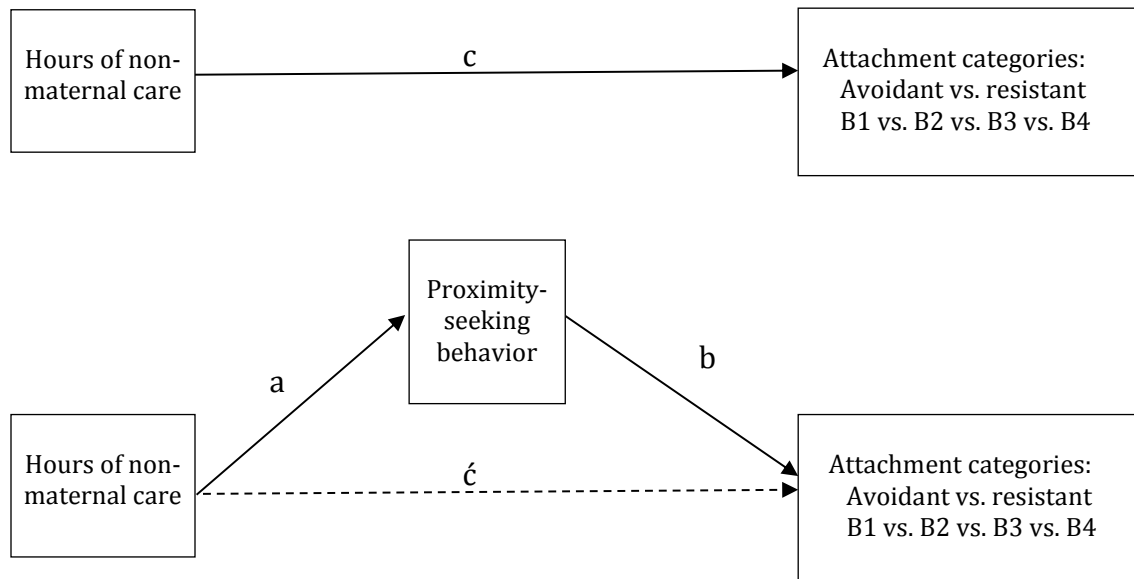 Hours of non-
maternal care
c
Attachment categories:
Avoidant vs. resistant
B1 vs. B2 vs. B3 vs. B4
Proximity-
seeking
behavior
a
b
Hours of non-
maternal care
ć
Attachment categories:
Avoidant vs. resistant
B1 vs. B2 vs. B3 vs. B4